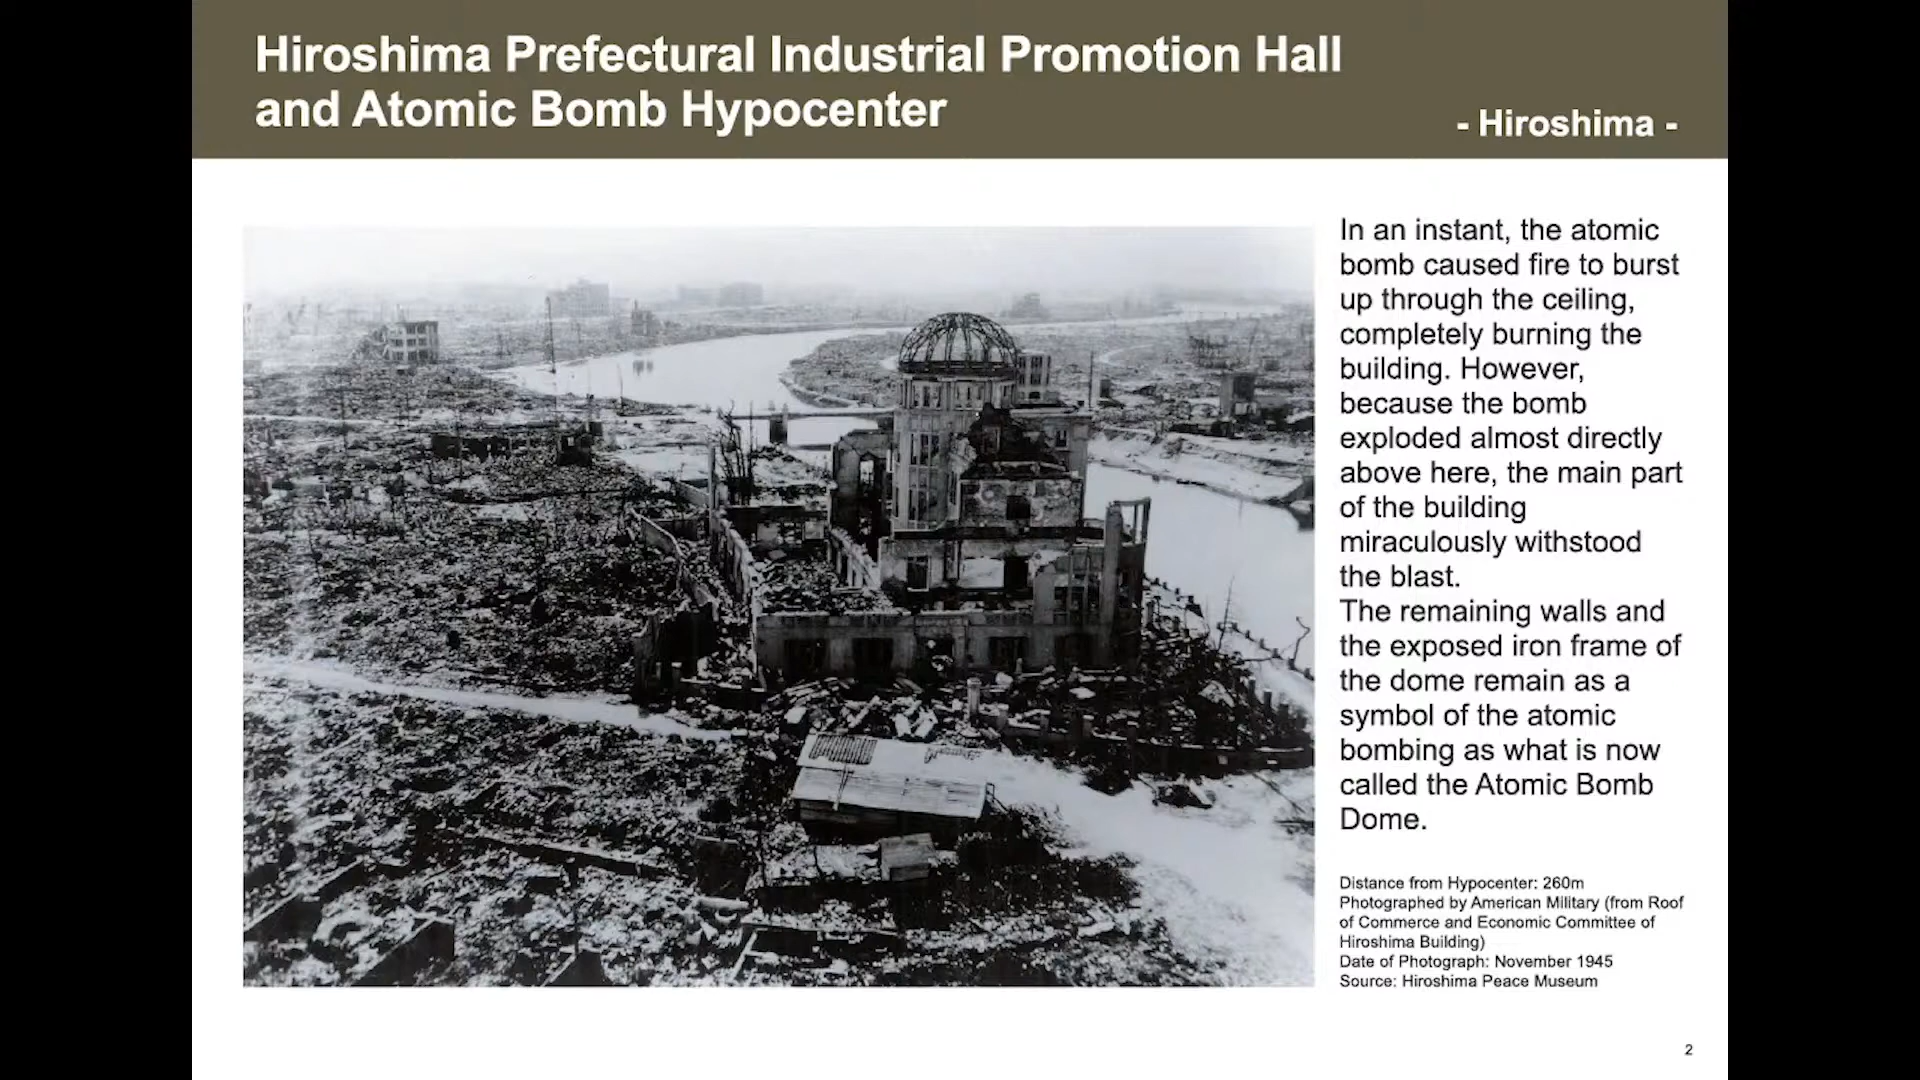 Hiroshima Prefectural Industrial Promotion Hall
and Atomic Bomb Hypocenter
- Hiroshima -
In an instant, the atomic
bomb caused fire to burst
up through the ceiling,
completely burning the
building. However,
because the bomb
exploded almost directly
above here, the main part
of the building
miraculously withstood
the blast.
The remaining walls and
the exposed iron frame of
the dome remain as a
symbol of the atomic
bombing as what is now
called the Atomic Bomb
Dome.
Distance from Hypocenter: 260m
Photographed by American Military (from Roof
of Commerce and Economic Committee of
Hiroshima Building)
Date of Photograph: November 1945
Source: Hiroshima Peace Museum
2